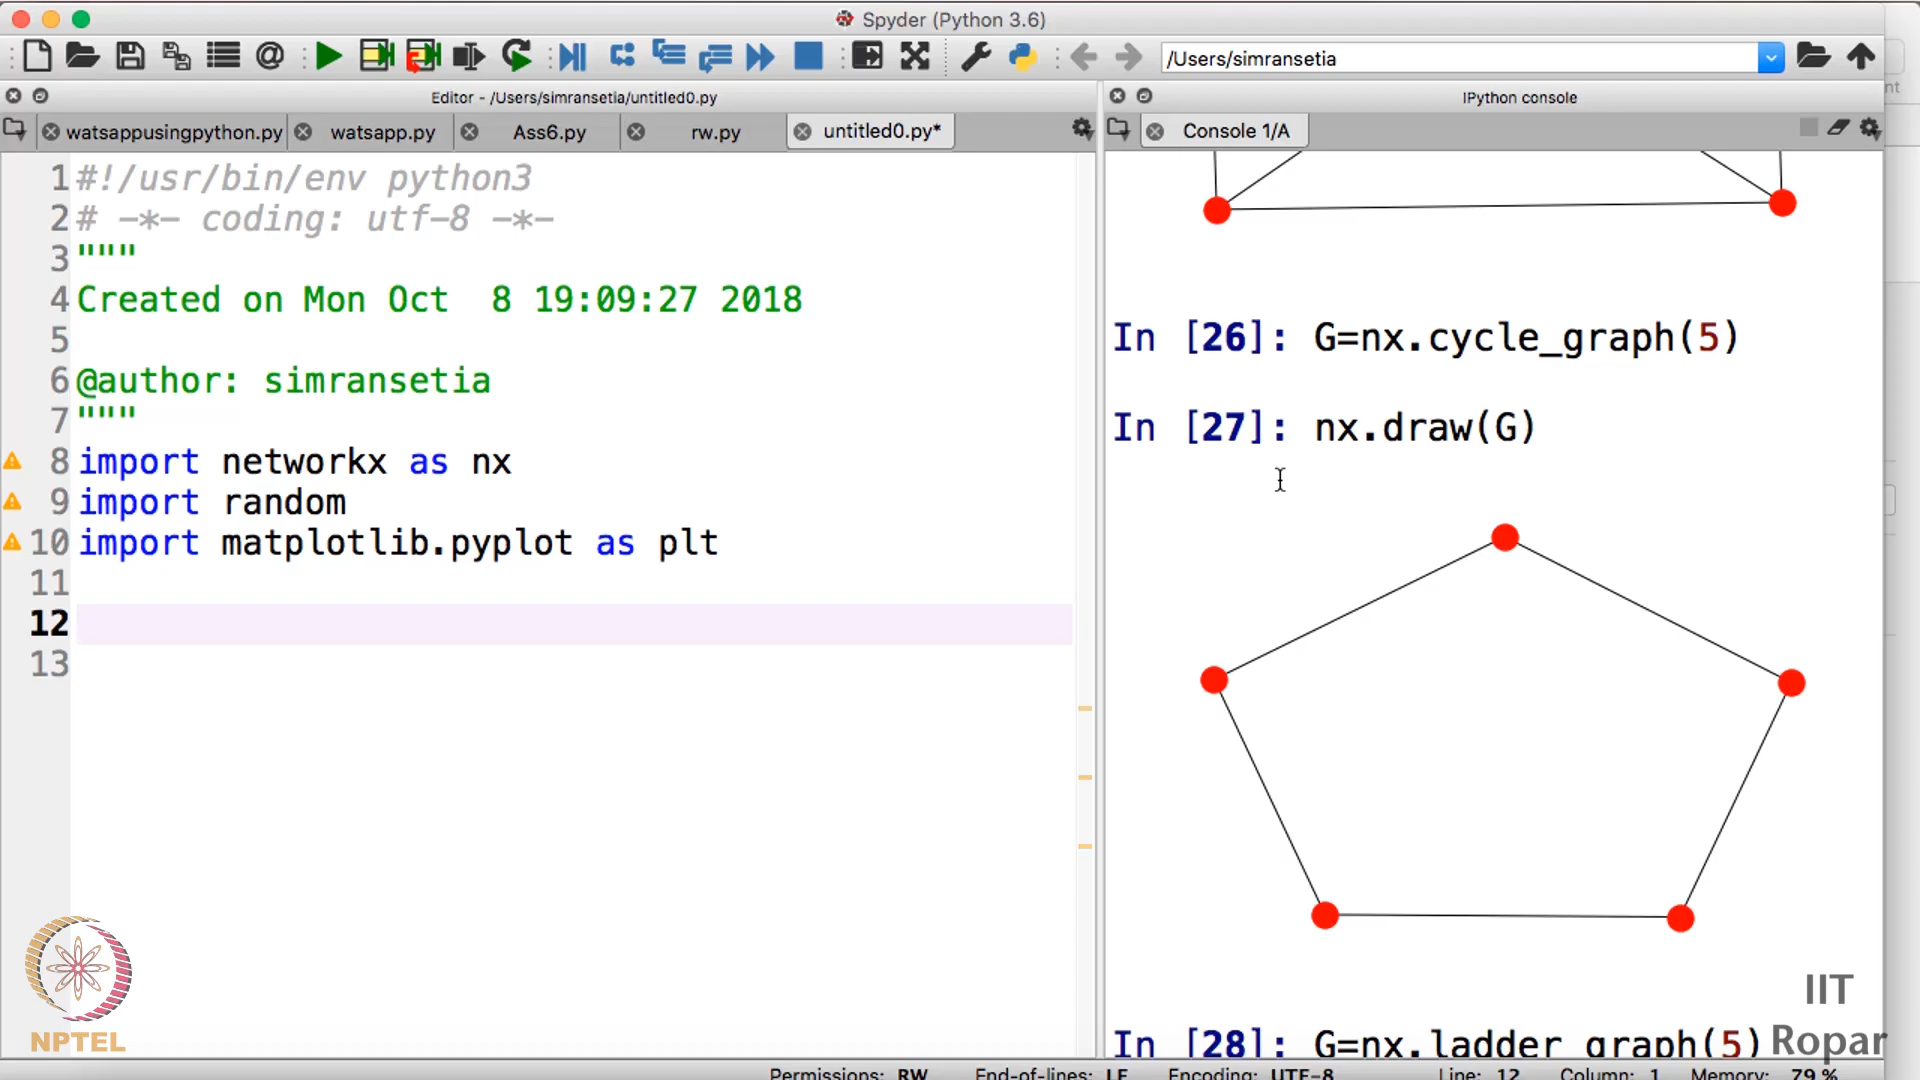 Spyder (Python 3.6)
/Users/simransetia
Editor - /Users/simransetia/untitled0.py
IPython console
watsappusingpython.py
watsapp.py
Ass6.py
rw.py
untitled0.py*
Console 1/A
1 #!/usr/bin/env python3
2 # -*- coding: utf-8 -*-
3 """
4 Created on Mon Oct  8 19:09:27 2018
5
6 @author: simransetia
7 """
8 import networkx as nx
9 import random
10 import matplotlib.pyplot as plt
11
12
13
In [26]: G=nx.cycle_graph(5)
In [27]: nx.draw(G)
In [28]: G=nx.ladder_graph(5)
NPTEL
IIT
Ropar
Permissions: RW End-of-lines: LF Encoding: UTF-8 Line: 12 Column: 1 Memory: 79 %
nt